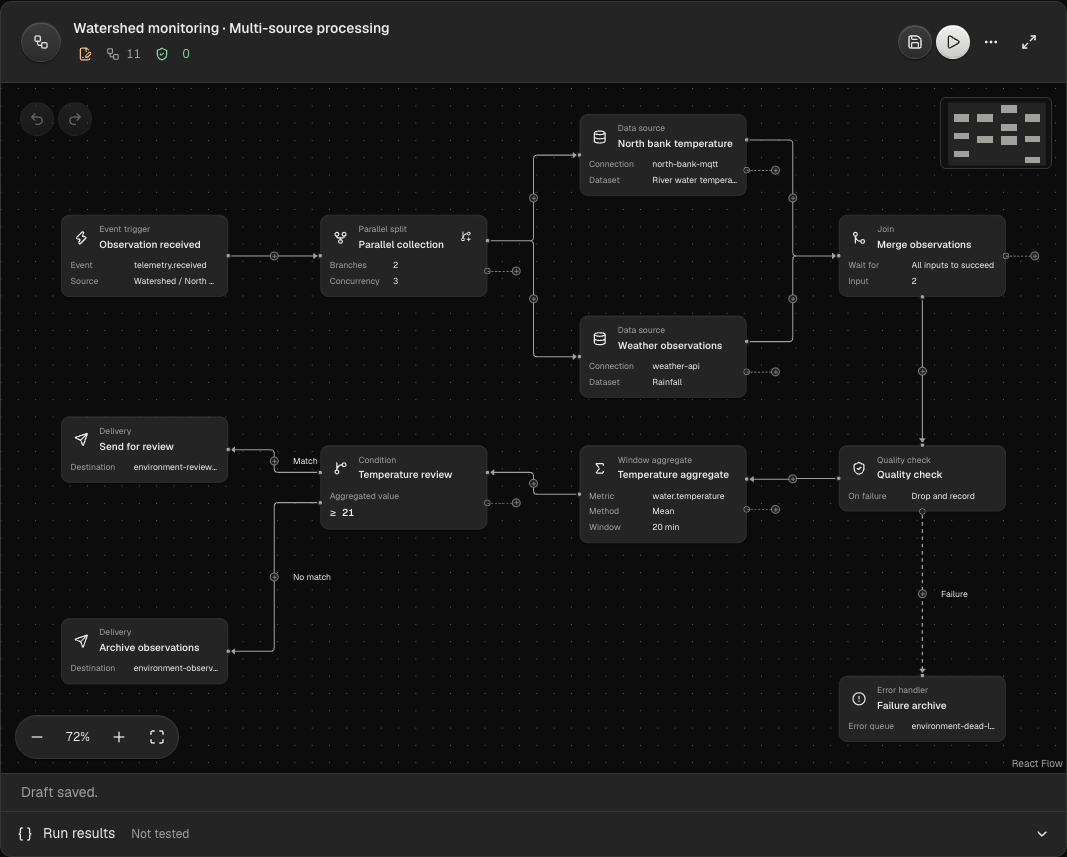 Watershed monitoring · Multi-source processing
11 0
Data source
North bank temperature
Connection north-bank-mqtt
Dataset River water tempera…
Event trigger
Observation received
Event telemetry.received
Source Watershed / North …
Parallel split
Parallel collection
Branches 2
Concurrency 3
Join
Merge observations
Wait for All inputs to succeed
Input 2
Data source
Weather observations
Connection weather-api
Dataset Rainfall
Delivery
Send for review
Destination environment-review…
Match
Condition
Temperature review
Aggregated value
≥ 21
Window aggregate
Temperature aggregate
Metric water.temperature
Method Mean
Window 20 min
Quality check
Quality check
On failure Drop and record
No match
Failure
Delivery
Archive observations
Destination environment-observ…
Error handler
Failure archive
Error queue environment-dead-l…
72%
React Flow
Draft saved.
{} Run results Not tested